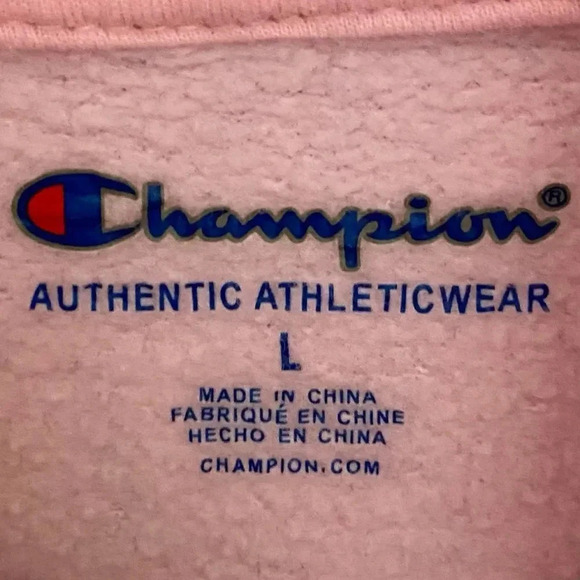 Champion®
AUTHENTIC ATHLETICWEAR
L
MADE IN CHINA
FABRIQUÉ EN CHINE
HECHO EN CHINA
CHAMPION.COM